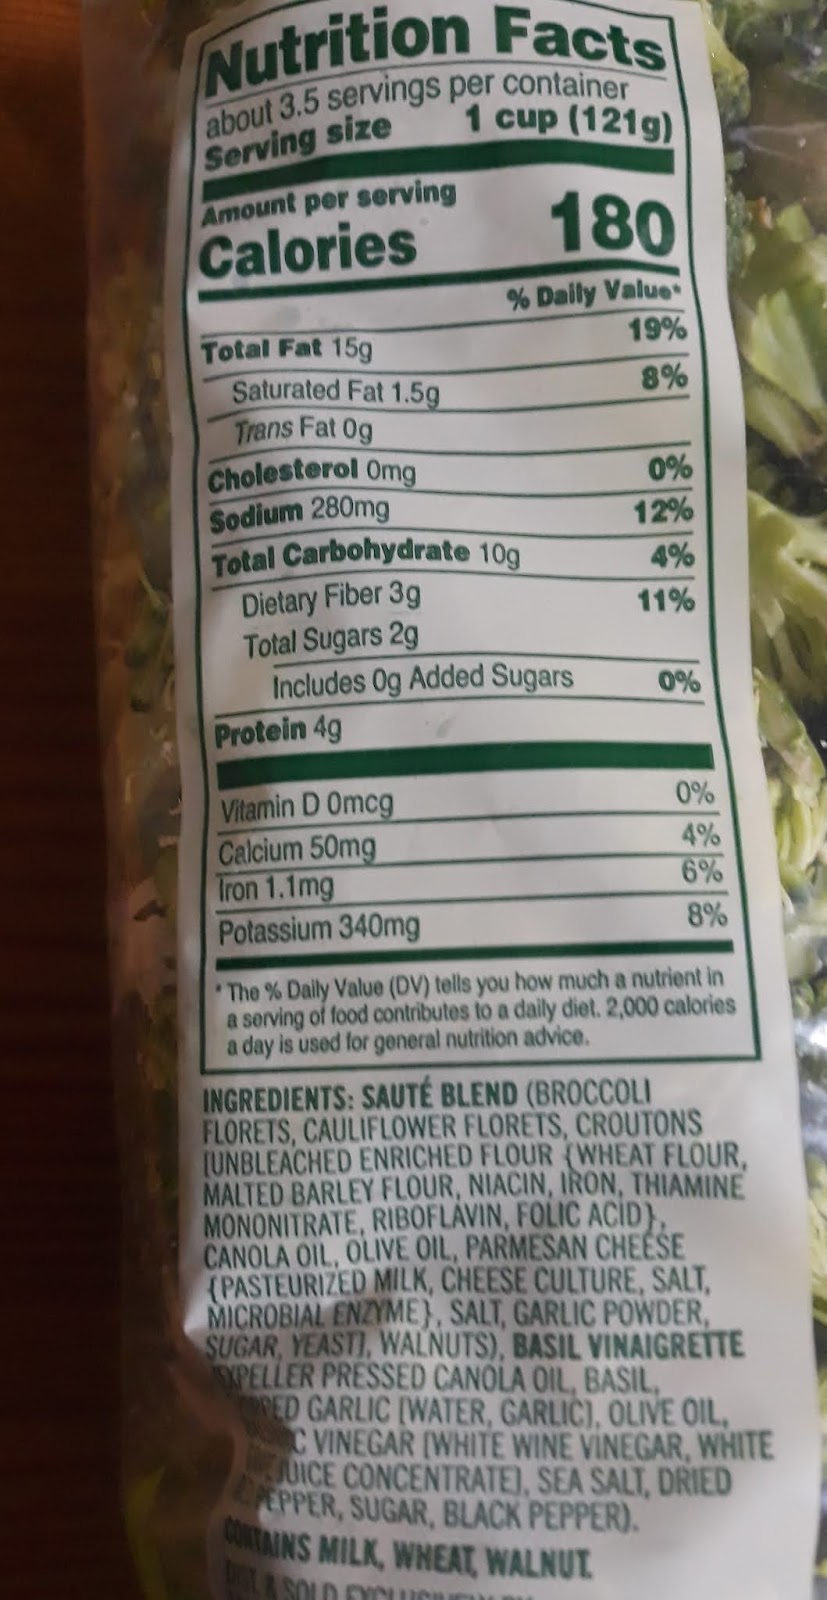 Nutrition Facts
about 3.5 servings per container
Serving size 1 cup (121g)
Amount per serving
Calories 180
% Daily Value*
Total Fat 15g 19%
Saturated Fat 1.5g 8%
Trans Fat 0g
Cholesterol 0mg 0%
Sodium 280mg 12%
Total Carbohydrate 10g 4%
Dietary Fiber 3g 11%
Total Sugars 2g
Includes 0g Added Sugars 0%
Protein 4g
Vitamin D 0mcg 0%
Calcium 50mg 4%
Iron 1.1mg 6%
Potassium 340mg 8%
* The % Daily Value (DV) tells you how much a nutrient in
a serving of food contributes to a daily diet. 2,000 calories
a day is used for general nutrition advice.
INGREDIENTS: SAUTÉ BLEND (BROCCOLI
FLORETS, CAULIFLOWER FLORETS, CROUTONS
[UNBLEACHED ENRICHED FLOUR {WHEAT FLOUR,
MALTED BARLEY FLOUR, NIACIN, IRON, THIAMINE
MONONITRATE, RIBOFLAVIN, FOLIC ACID},
CANOLA OIL, OLIVE OIL, PARMESAN CHEESE
{PASTEURIZED MILK, CHEESE CULTURE, SALT,
MICROBIAL ENZYME}, SALT, GARLIC POWDER,
SUGAR, YEAST], WALNUTS), BASIL VINAIGRETTE
PRESSED CANOLA OIL, BASIL,
GARLIC [WATER, GARLIC], OLIVE OIL,
VINEGAR [WHITE WINE VINEGAR, WHITE
JUICE CONCENTRATE], SEA SALT, DRIED
PEPPER, SUGAR, BLACK PEPPER).
CONTAINS MILK, WHEAT, WALNUT.
& SOLD